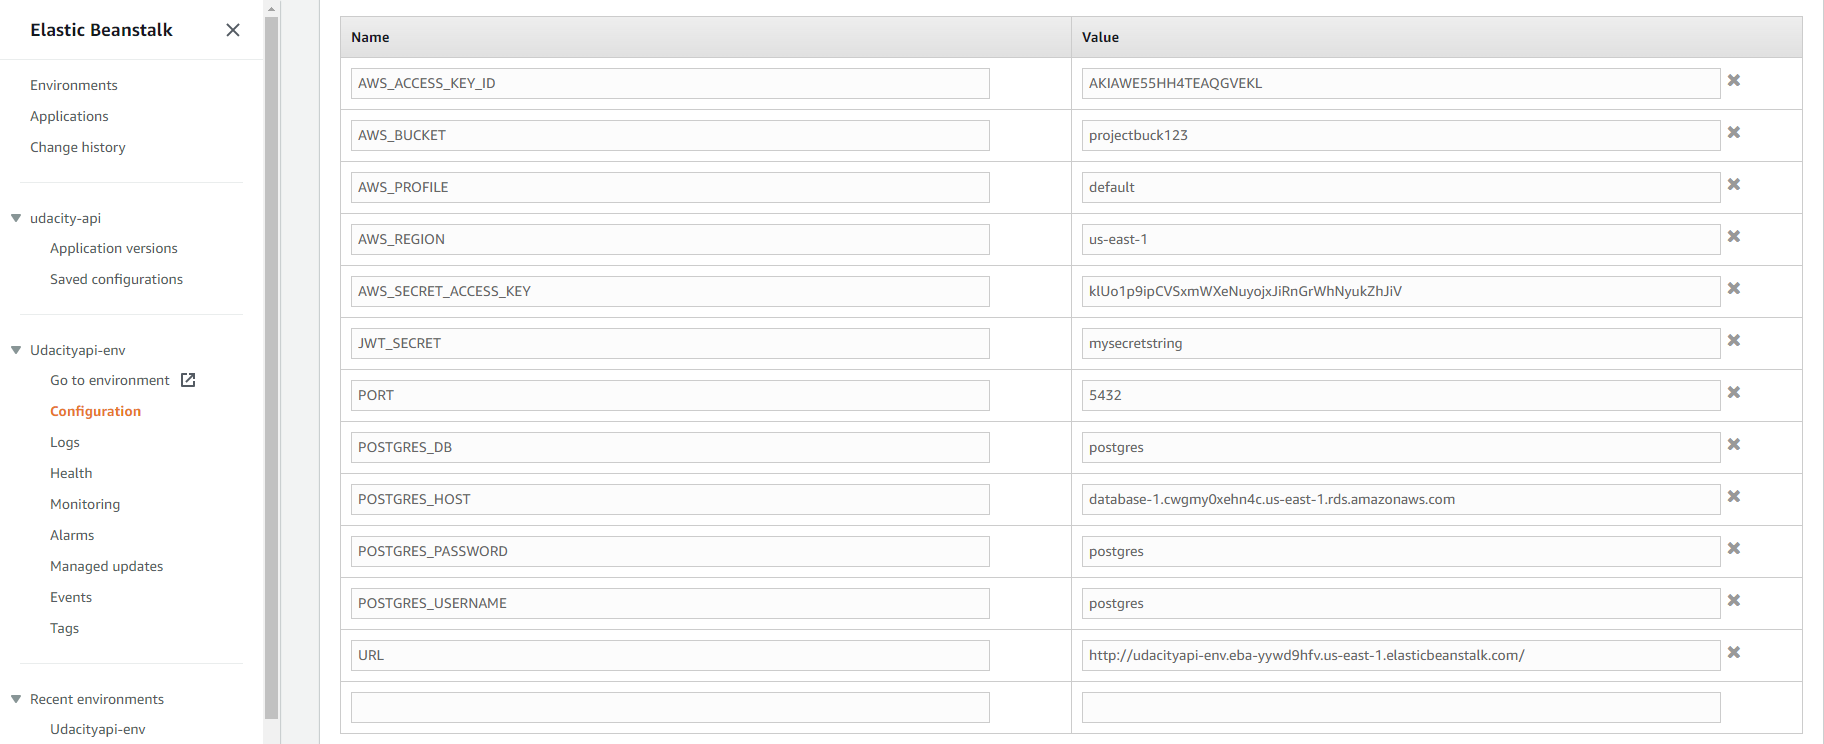 Elastic Beanstalk
Environments
Applications
Change history
udacity-api
Application versions
Saved configurations
Udacityapi-env
Go to environment
Configuration
Logs
Health
Monitoring
Alarms
Managed updates
Events
Tags
Recent environments
Udacityapi-env
Name Value
AWS_ACCESS_KEY_ID AKIAWE55HH4TEAQGVEKL
AWS_BUCKET projectbuck123
AWS_PROFILE default
AWS_REGION us-east-1
AWS_SECRET_ACCESS_KEY klUo1p9ipCVSxmWXeNuyojxJiRnGrWhNyukZhJiV
JWT_SECRET mysecretstring
PORT 5432
POSTGRES_DB postgres
POSTGRES_HOST database-1.cwgmy0xehn4c.us-east-1.rds.amazonaws.com
POSTGRES_PASSWORD postgres
POSTGRES_USERNAME postgres
URL http://udacityapi-env.eba-yywd9hfv.us-east-1.elasticbeanstalk.com/